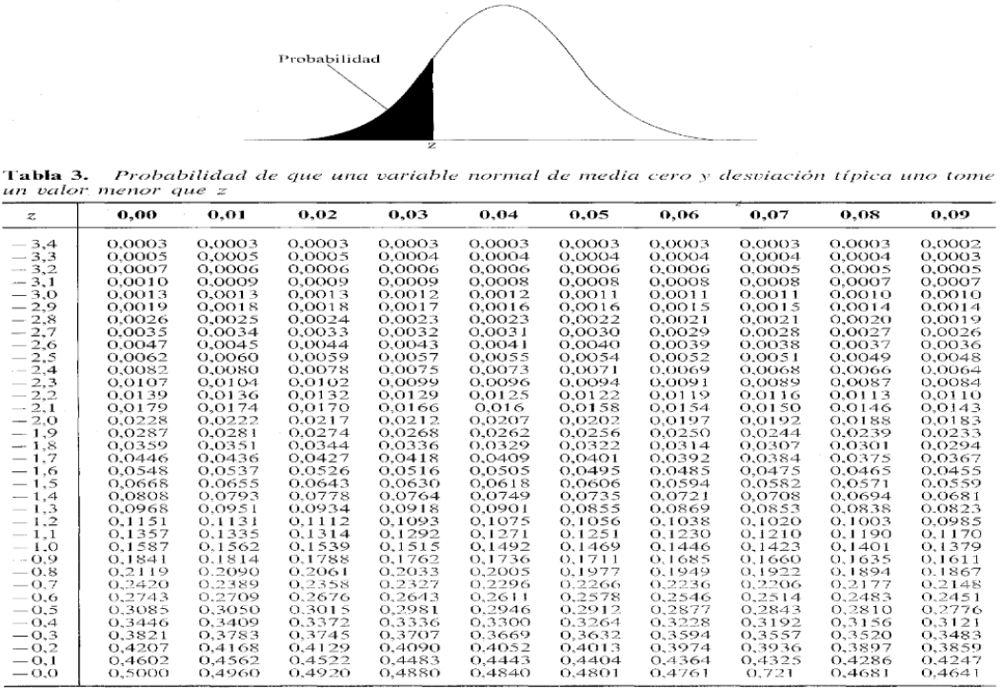 Probabilidad
z
Tabla 3. Probabilidad de que una variable normal de media cero y desviación típica uno tome
un valor menor que z
z 0,00 0,01 0,02 0,03 0,04 0,05 0,06 0,07 0,08 0,09
— 3,4 0,0003 0,0003 0,0003 0,0003 0,0003 0,0003 0,0003 0,0003 0,0003 0,0002
— 3,3 0,0005 0,0005 0,0005 0,0004 0,0004 0,0004 0,0004 0,0004 0,0004 0,0003
— 3,2 0,0007 0,0006 0,0006 0,0006 0,0006 0,0006 0,0006 0,0005 0,0005 0,0005
— 3,1 0,0010 0,0009 0,0009 0,0009 0,0008 0,0008 0,0008 0,0008 0,0007 0,0007
— 3,0 0,0013 0,0013 0,0013 0,0012 0,0012 0,0011 0,0011 0,0011 0,0010 0,0010
— 2,9 0,0019 0,0018 0,0018 0,0017 0,0016 0,0016 0,0015 0,0015 0,0014 0,0014
— 2,8 0,0026 0,0025 0,0024 0,0023 0,0023 0,0022 0,0021 0,0021 0,0020 0,0019
— 2,7 0,0035 0,0034 0,0033 0,0032 0,0031 0,0030 0,0029 0,0028 0,0027 0,0026
— 2,6 0,0047 0,0045 0,0044 0,0043 0,0041 0,0040 0,0039 0,0038 0,0037 0,0036
— 2,5 0,0062 0,0060 0,0059 0,0057 0,0055 0,0054 0,0052 0,0051 0,0049 0,0048
— 2,4 0,0082 0,0080 0,0078 0,0075 0,0073 0,0071 0,0069 0,0068 0,0066 0,0064
— 2,3 0,0107 0,0104 0,0102 0,0099 0,0096 0,0094 0,0091 0,0089 0,0087 0,0084
— 2,2 0,0139 0,0136 0,0132 0,0129 0,0125 0,0122 0,0119 0,0116 0,0113 0,0110
— 2,1 0,0179 0,0174 0,0170 0,0166 0,016 0,0158 0,0154 0,0150 0,0146 0,0143
— 2,0 0,0228 0,0222 0,0217 0,0212 0,0207 0,0202 0,0197 0,0192 0,0188 0,0183
— 1,9 0,0287 0,0281 0,0274 0,0268 0,0262 0,0256 0,0250 0,0244 0,0239 0,0233
— 1,8 0,0359 0,0351 0,0344 0,0336 0,0329 0,0322 0,0314 0,0307 0,0301 0,0294
— 1,7 0,0446 0,0436 0,0427 0,0418 0,0409 0,0401 0,0392 0,0384 0,0375 0,0367
— 1,6 0,0548 0,0537 0,0526 0,0516 0,0505 0,0495 0,0485 0,0475 0,0465 0,0455
— 1,5 0,0668 0,0655 0,0643 0,0630 0,0618 0,0606 0,0594 0,0582 0,0571 0,0559
— 1,4 0,0808 0,0793 0,0778 0,0764 0,0749 0,0735 0,0721 0,0708 0,0694 0,0681
— 1,3 0,0968 0,0951 0,0934 0,0918 0,0901 0,0855 0,0869 0,0853 0,0838 0,0823
— 1,2 0,1151 0,1131 0,1112 0,1093 0,1075 0,1056 0,1038 0,1020 0,1003 0,0985
— 1,1 0,1357 0,1335 0,1314 0,1292 0,1271 0,1251 0,1230 0,1210 0,1190 0,1170
— 1,0 0,1587 0,1562 0,1539 0,1515 0,1492 0,1469 0,1446 0,1423 0,1401 0,1379
— 0,9 0,1841 0,1814 0,1788 0,1762 0,1736 0,1711 0,1685 0,1660 0,1635 0,1611
— 0,8 0,2119 0,2090 0,2061 0,2033 0,2005 0,1977 0,1949 0,1922 0,1894 0,1867
— 0,7 0,2420 0,2389 0,2358 0,2327 0,2296 0,2266 0,2236 0,2206 0,2177 0,2148
— 0,6 0,2743 0,2709 0,2676 0,2643 0,2611 0,2578 0,2546 0,2514 0,2483 0,2451
— 0,5 0,3085 0,3050 0,3015 0,2981 0,2946 0,2912 0,2877 0,2843 0,2810 0,2776
— 0,4 0,3446 0,3409 0,3372 0,3336 0,3300 0,3264 0,3228 0,3192 0,3156 0,3121
— 0,3 0,3821 0,3783 0,3745 0,3707 0,3669 0,3632 0,3594 0,3557 0,3520 0,3483
— 0,2 0,4207 0,4168 0,4129 0,4090 0,4052 0,4013 0,3974 0,3936 0,3897 0,3859
— 0,1 0,4602 0,4562 0,4522 0,4483 0,4443 0,4404 0,4364 0,4325 0,4286 0,4247
— 0,0 0,5000 0,4960 0,4920 0,4880 0,4840 0,4801 0,4761 0,721 0,4681 0,4641